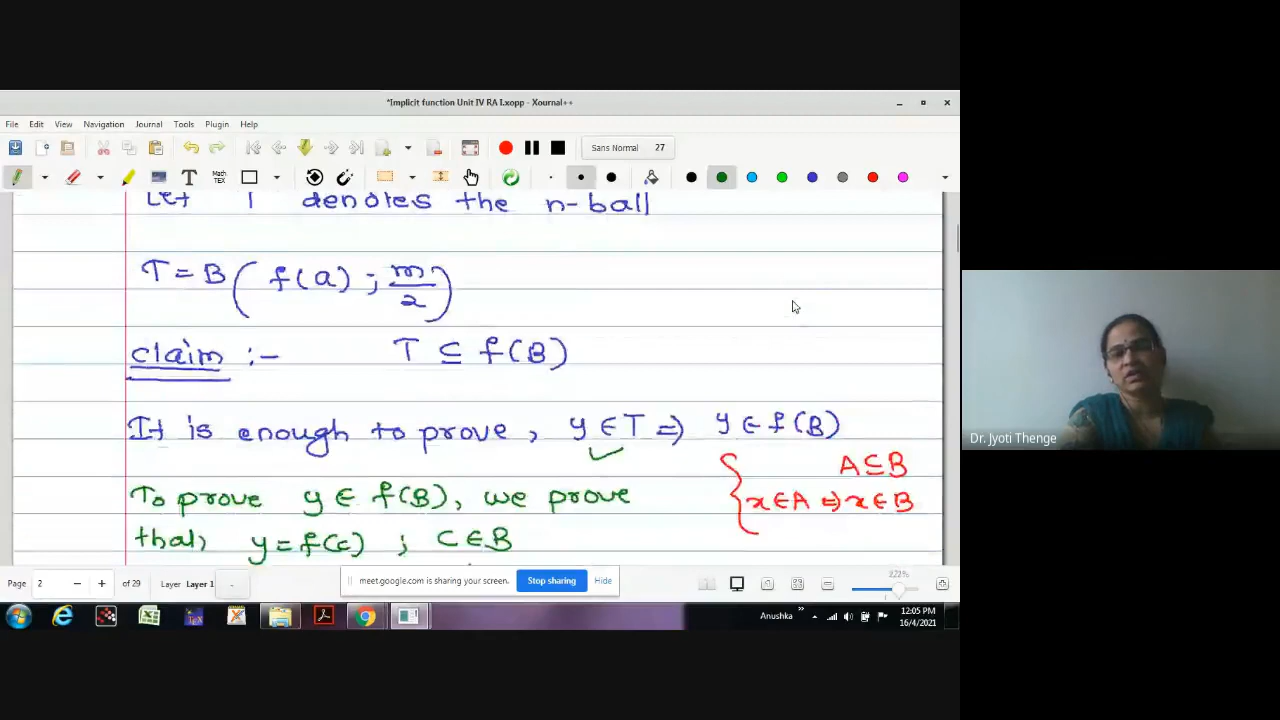 *Implicit function Unit IV RA I.xopp - Xournal++
File Edit View Navigation Journal Tools Plugin Help
Sans Normal 27
T Math TEX
Let T denotes the n-ball
T = B ( f(a) ; m/2 )
claim :- T ⊆ f(B)
It is enough to prove, y ∈ T ⇒ y ∈ f(B)
A ⊆ B
x ∈ A ⇒ x ∈ B
To prove y ∈ f(B), we prove
that, y = f(c) ; C ∈ B
Dr. Jyoti Thenge
Page 2 of 29 Layer Layer 1
meet.google.com is sharing your screen. Stop sharing Hide
222%
Anushka
12:05 PM
16/4/2021